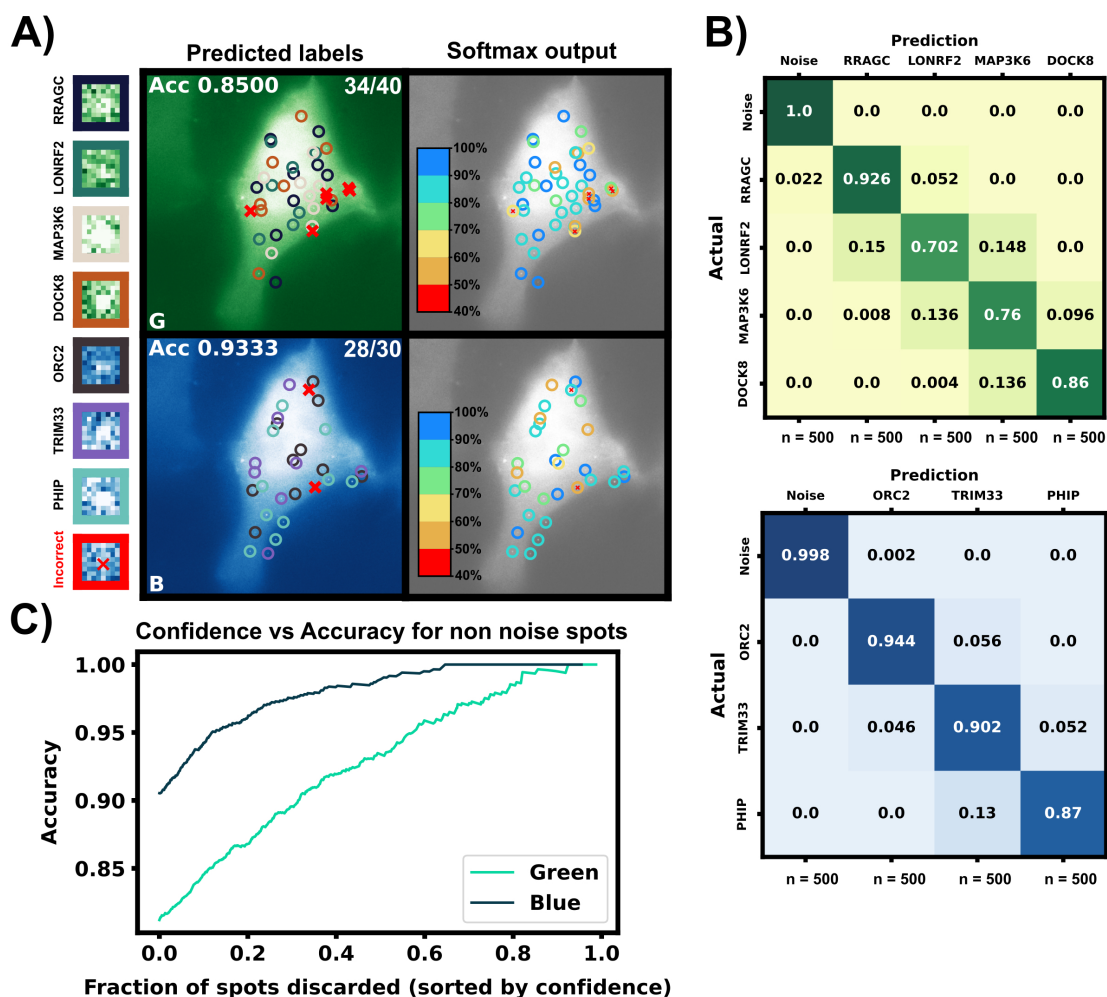 A)
Predicted labels
Softmax output
RRAGC
LONRF2
MAP3K6
DOCK8
ORC2
TRIM33
PHIP
Incorrect
Acc 0.8500
34/40
G
100%
90%
80%
70%
60%
50%
40%
Acc 0.9333
28/30
B
100%
90%
80%
70%
60%
50%
40%
B)
Prediction
Noise RRAGC LONRF2 MAP3K6 DOCK8
Actual
Noise 1.0 0.0 0.0 0.0 0.0
RRAGC 0.022 0.926 0.052 0.0 0.0
LONRF2 0.0 0.15 0.702 0.148 0.0
MAP3K6 0.0 0.008 0.136 0.76 0.096
DOCK8 0.0 0.0 0.004 0.136 0.86
n = 500 n = 500 n = 500 n = 500 n = 500
Prediction
Noise ORC2 TRIM33 PHIP
Actual
Noise 0.998 0.002 0.0 0.0
ORC2 0.0 0.944 0.056 0.0
TRIM33 0.0 0.046 0.902 0.052
PHIP 0.0 0.0 0.13 0.87
n = 500 n = 500 n = 500 n = 500
C)
Confidence vs Accuracy for non noise spots
Accuracy
1.00
0.95
0.90
0.85
Green
Blue
0.0 0.2 0.4 0.6 0.8 1.0
Fraction of spots discarded (sorted by confidence)